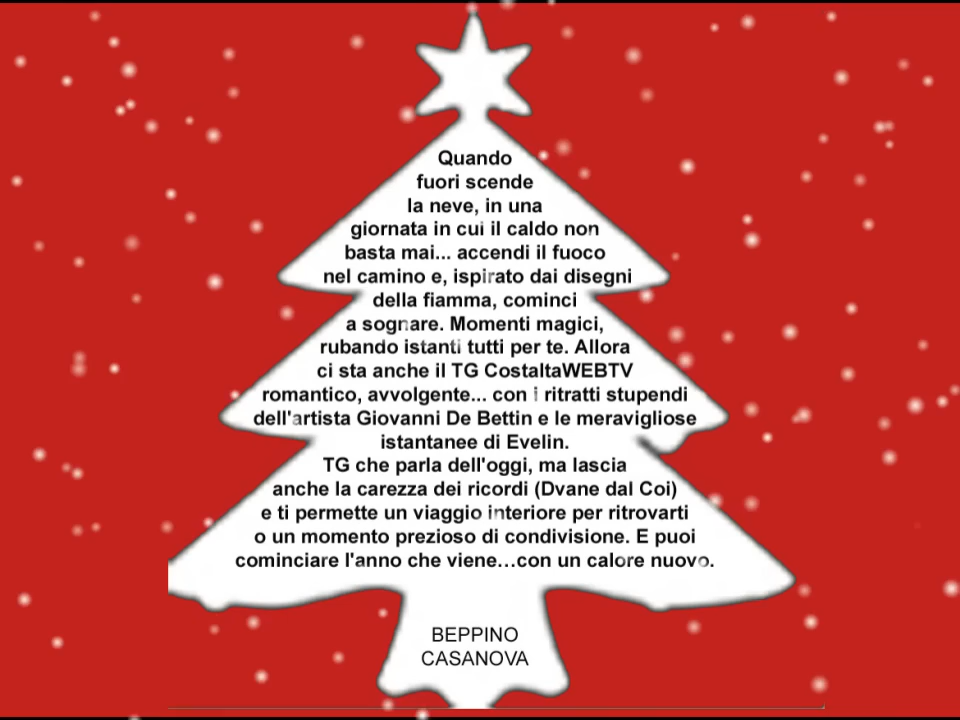 Quando
fuori scende
la neve, in una
giornata in cui il caldo non
basta mai... accendi il fuoco
nel camino e, ispirato dai disegni
della fiamma, cominci
a sognare. Momenti magici,
rubando istanti tutti per te. Allora
ci sta anche il TG CostaltaWEBTV
romantico, avvolgente... con i ritratti stupendi
dell'artista Giovanni De Bettin e le meravigliose
istantanee di Evelin.
TG che parla dell'oggi, ma lascia
anche la carezza dei ricordi (Dvane dal Coi)
e ti permette un viaggio interiore per ritrovarti
o un momento prezioso di condivisione. E puoi
cominciare l'anno che viene...con un calore nuovo.
BEPPINO
CASANOVA